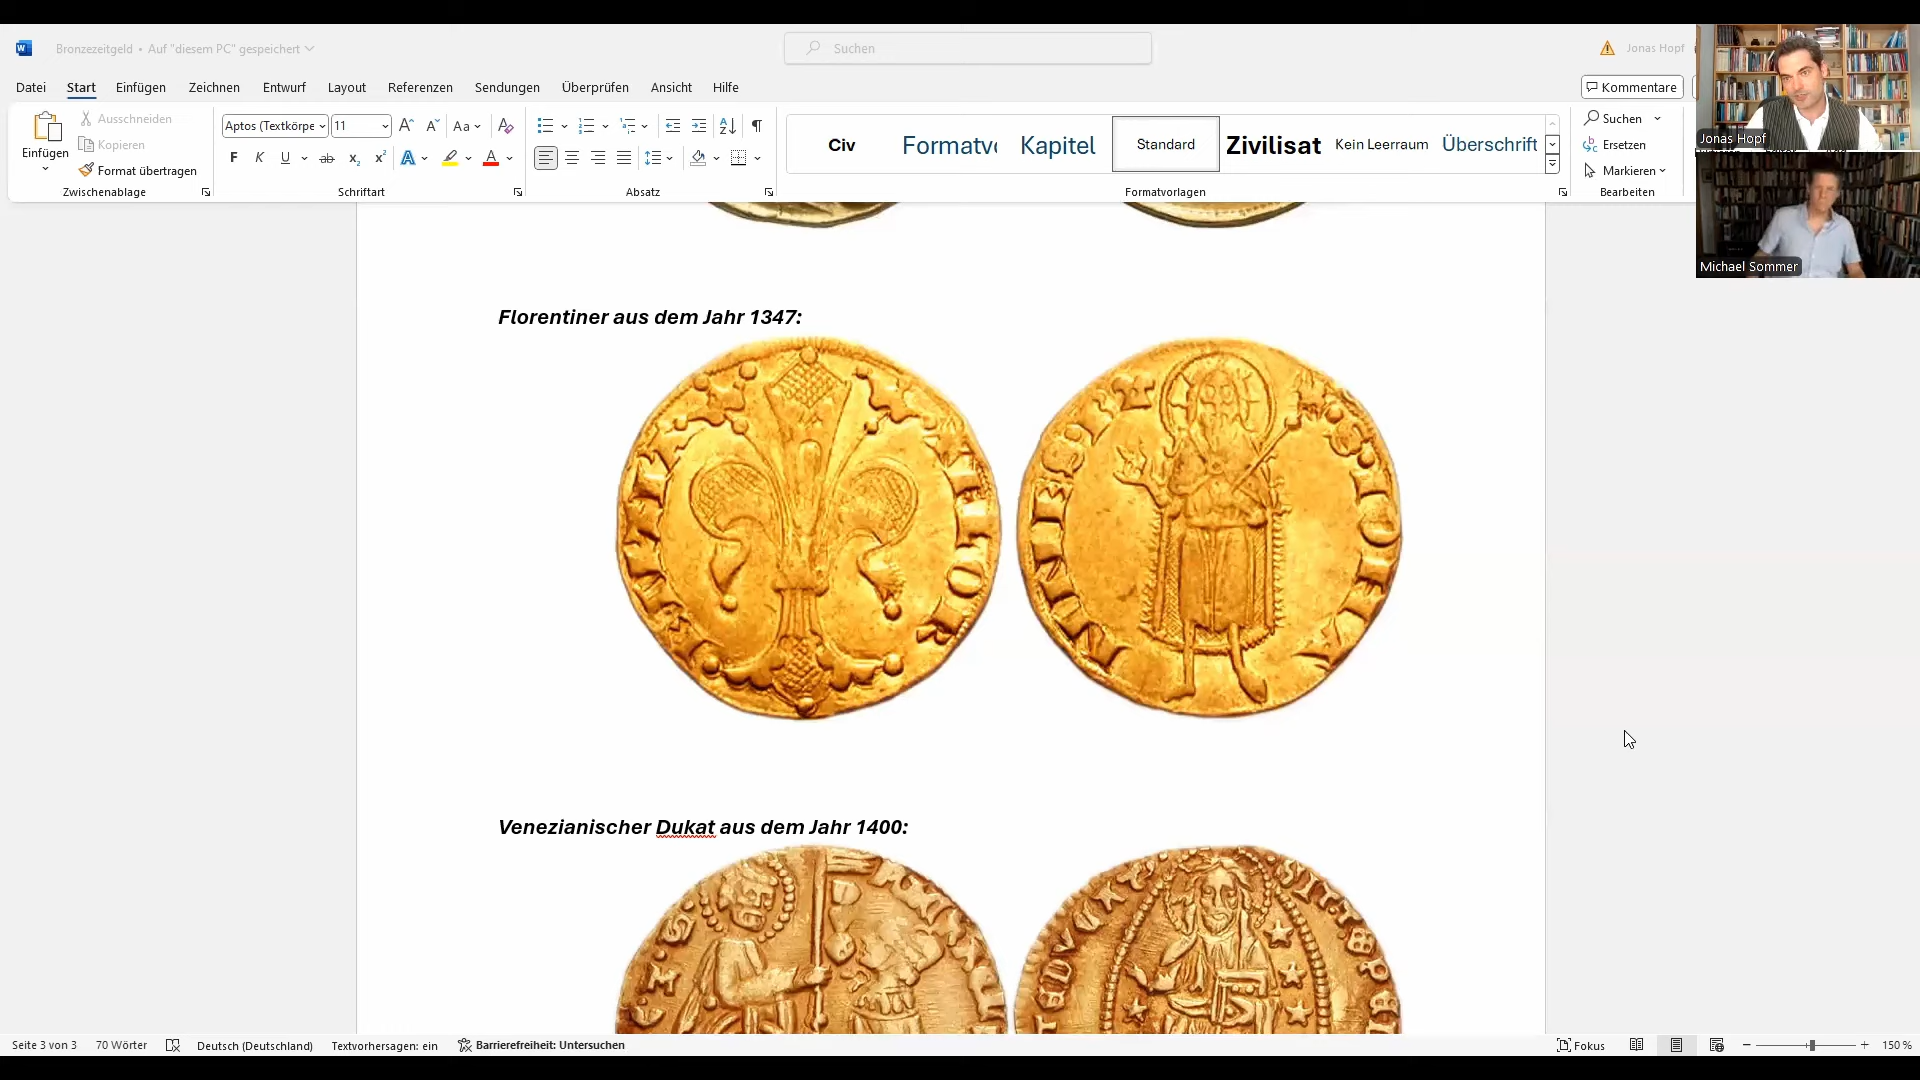 Bronzezeitgeld • Auf "diesem PC" gespeichert
Suchen
Jonas Hopf
Datei Start Einfügen Zeichnen Entwurf Layout Referenzen Sendungen Überprüfen Ansicht Hilfe
Kommentare
Einfügen
Ausschneiden
Kopieren
Format übertragen
Zwischenablage
Aptos (Textkörpe
11
Schriftart
Absatz
Civ
Formatvo
Kapitel
Standard
Zivilisat
Kein Leerraum
Überschrift
Formatvorlagen
Suchen
Ersetzen
Markieren
Bearbeiten
Jonas Hopf
Michael Sommer
Florentiner aus dem Jahr 1347:
Venezianischer Dukat aus dem Jahr 1400:
Seite 3 von 3 70 Wörter Deutsch (Deutschland) Textvorhersagen: ein Barrierefreiheit: Untersuchen
Fokus
150 %